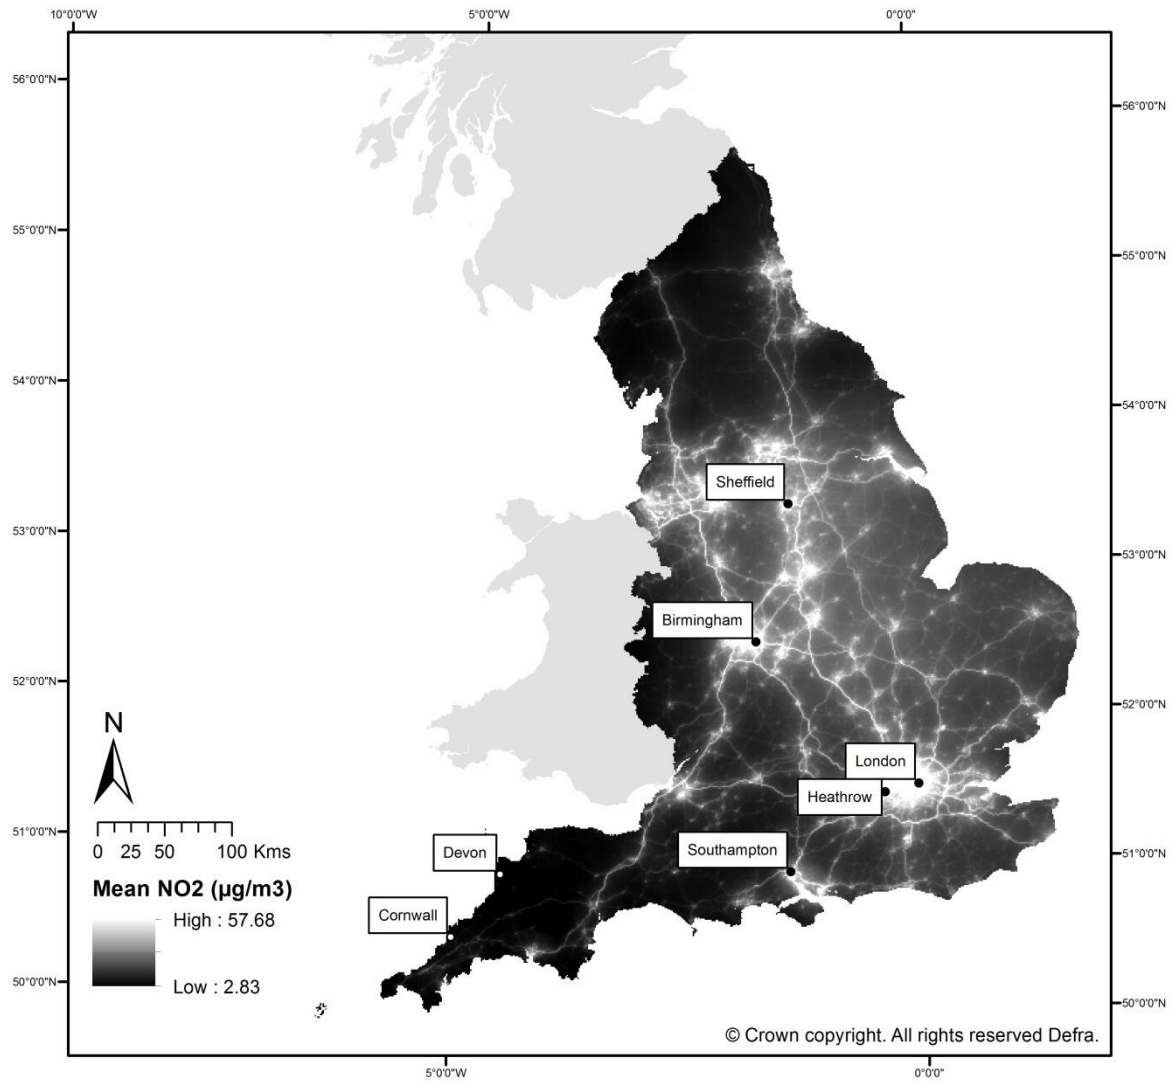 10°0'0"W 5°0'0"W 0°0'0"
56°0'0"N
56°0'0"N
55°0'0"N
55°0'0"N
54°0'0"N
54°0'0"N
Sheffield
53°0'0"N
53°0'0"N
Birmingham
52°0'0"N
52°0'0"N
N
London
Heathrow
51°0'0"N
51°0'0"N
0 25 50 100 Kms
Devon
Southampton
Mean NO2 (µg/m3)
High : 57.68
Cornwall
Low : 2.83
50°0'0"N
50°0'0"N
© Crown copyright. All rights reserved Defra.
5°0'0"W 0°0'0"